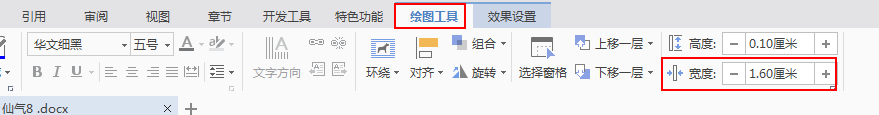 引用 审阅 视图 章节 开发工具 特色功能 绘图工具 效果设置
华文细黑 五号 A A 组合 上移一层 高度: 0.10厘米
B I U A 文字方向 环绕 对齐 旋转 选择窗格 下移一层 宽度: 1.60厘米
仙气8 .docx